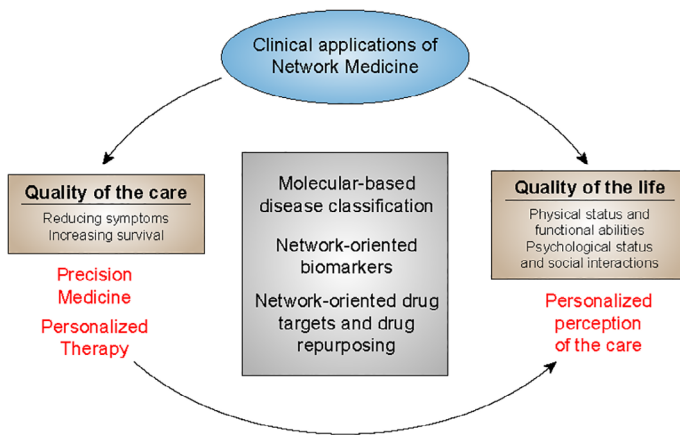 Clinical applications of
Network Medicine
Quality of the care
Reducing symptoms
Increasing survival
Precision
Medicine
Personalized
Therapy
Molecular-based
disease classification
Network-oriented
biomarkers
Network-oriented drug
targets and drug
repurposing
Quality of the life
Physical status and
functional abilities
Psychological status
and social interactions
Personalized
perception
of the care